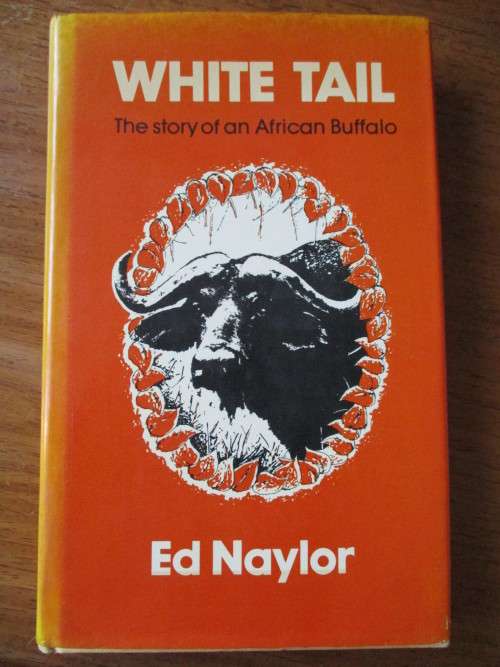 WHITE TAIL
The story of an African Buffalo
Ed Naylor